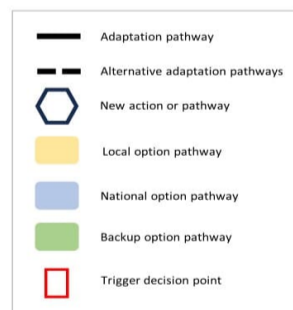 Adaptation pathway
Alternative adaptation pathways
New action or pathway
Local option pathway
National option pathway
Backup option pathway
Trigger decision point